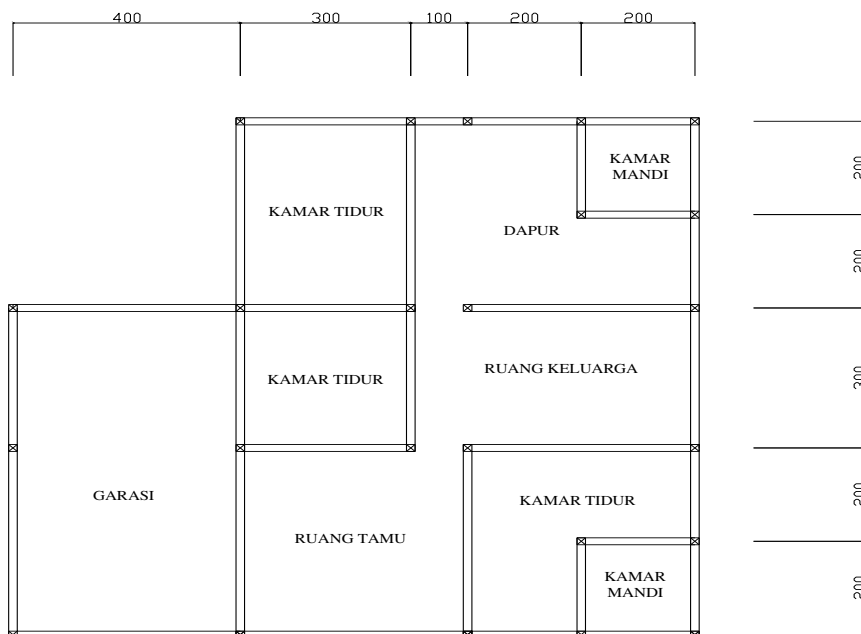 400 300 100 200 200
KAMAR
MANDI
200
KAMAR TIDUR
DAPUR
200
KAMAR TIDUR
RUANG KELUARGA
300
GARASI
KAMAR TIDUR
200
RUANG TAMU
KAMAR
MANDI
200